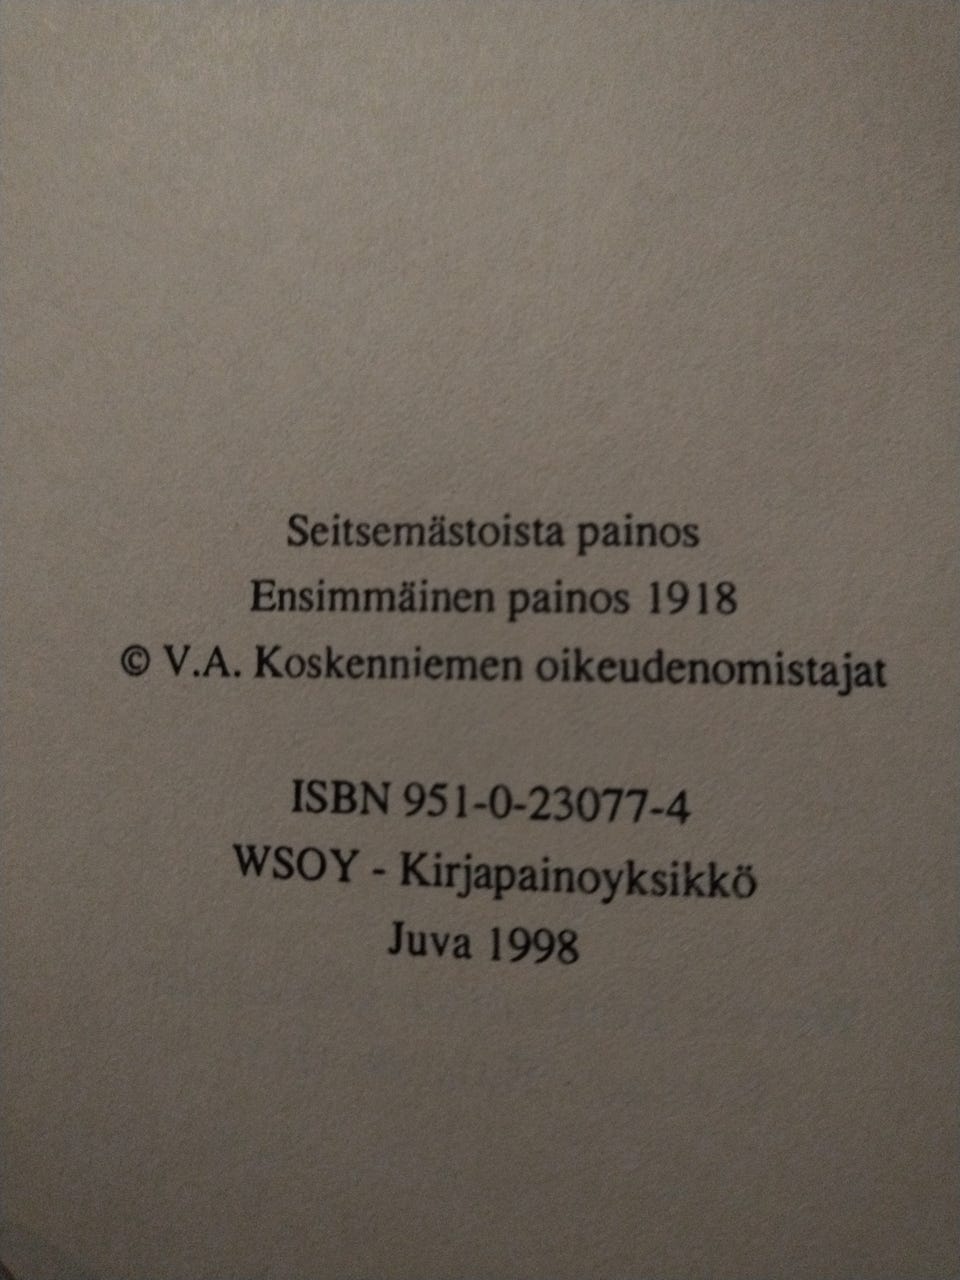 Seitsemästoista painos
Ensimmäinen painos 1918
© V.A. Koskenniemen oikeudenomistajat
ISBN 951-0-23077-4
WSOY - Kirjapainoyksikkö
Juva 1998